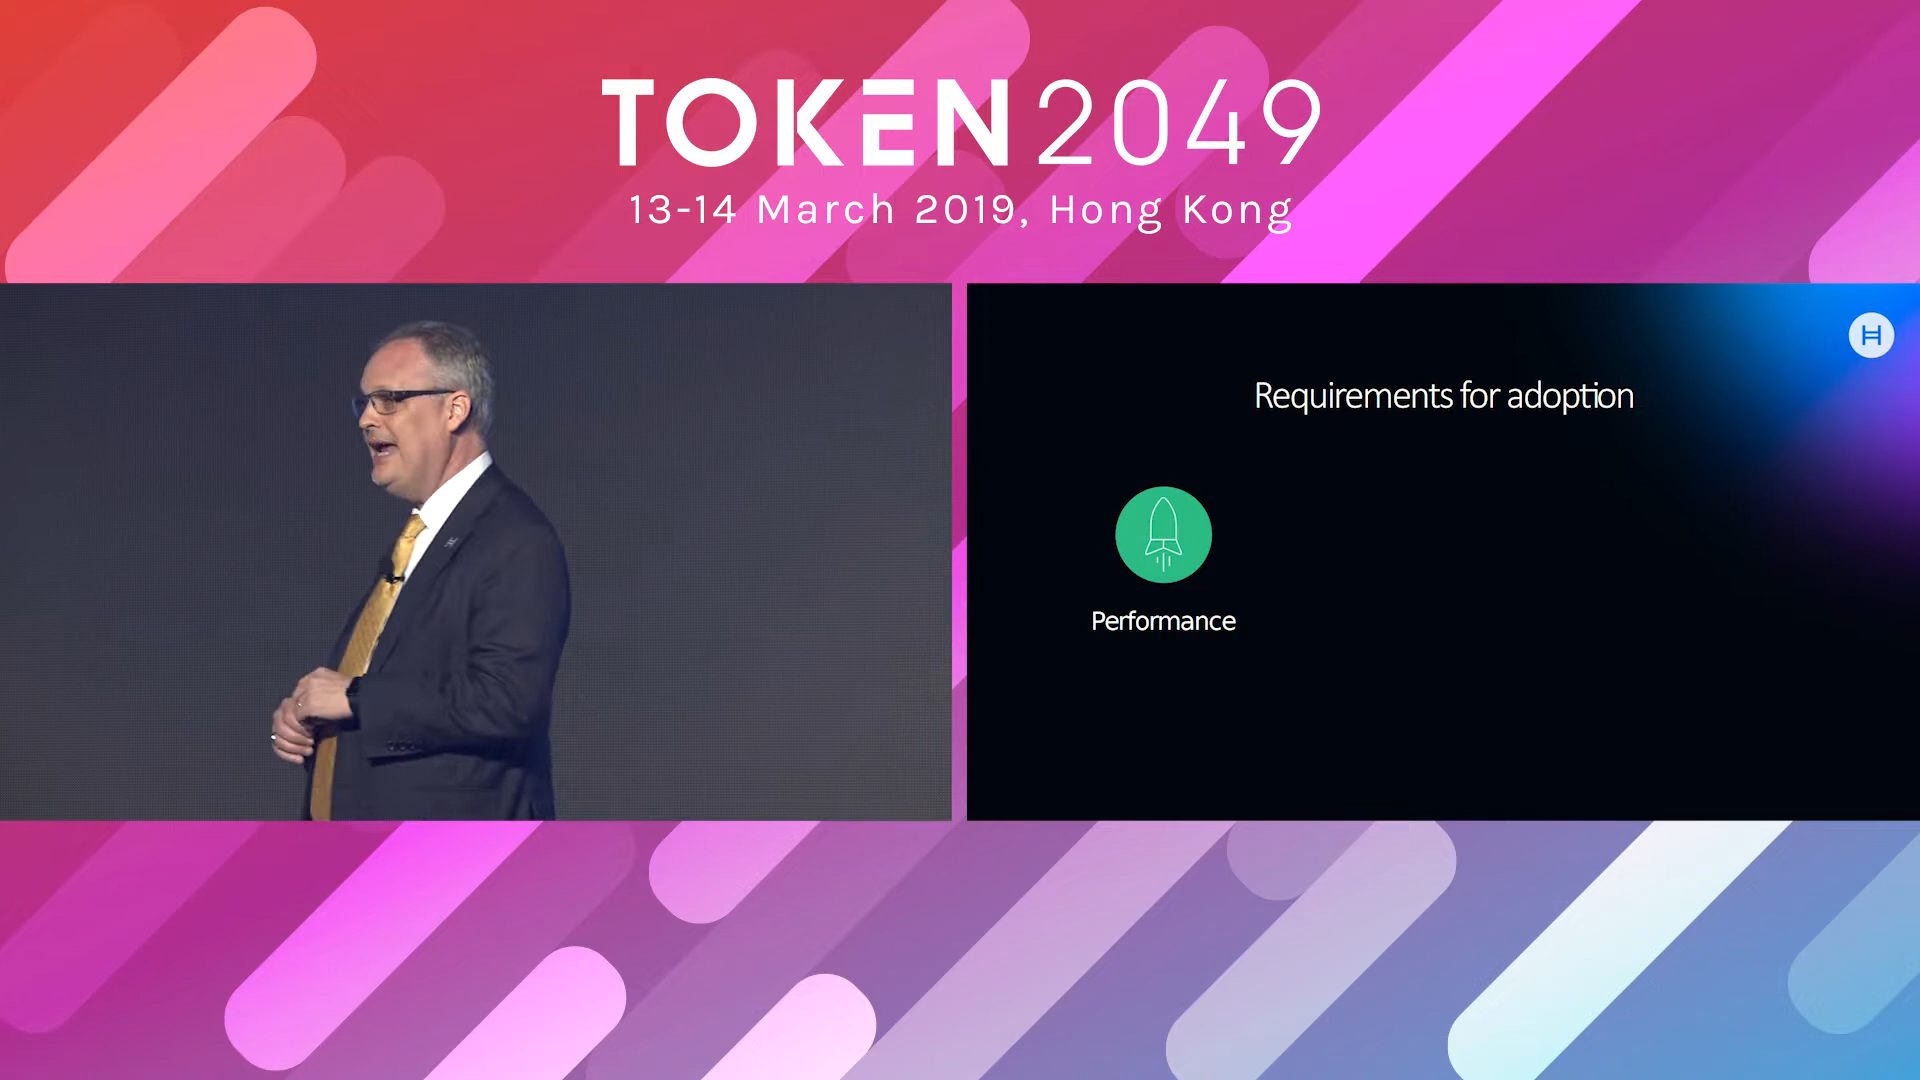 TOKEN2049
13-14 March 2019, Hong Kong
Requirements for adoption
Performance